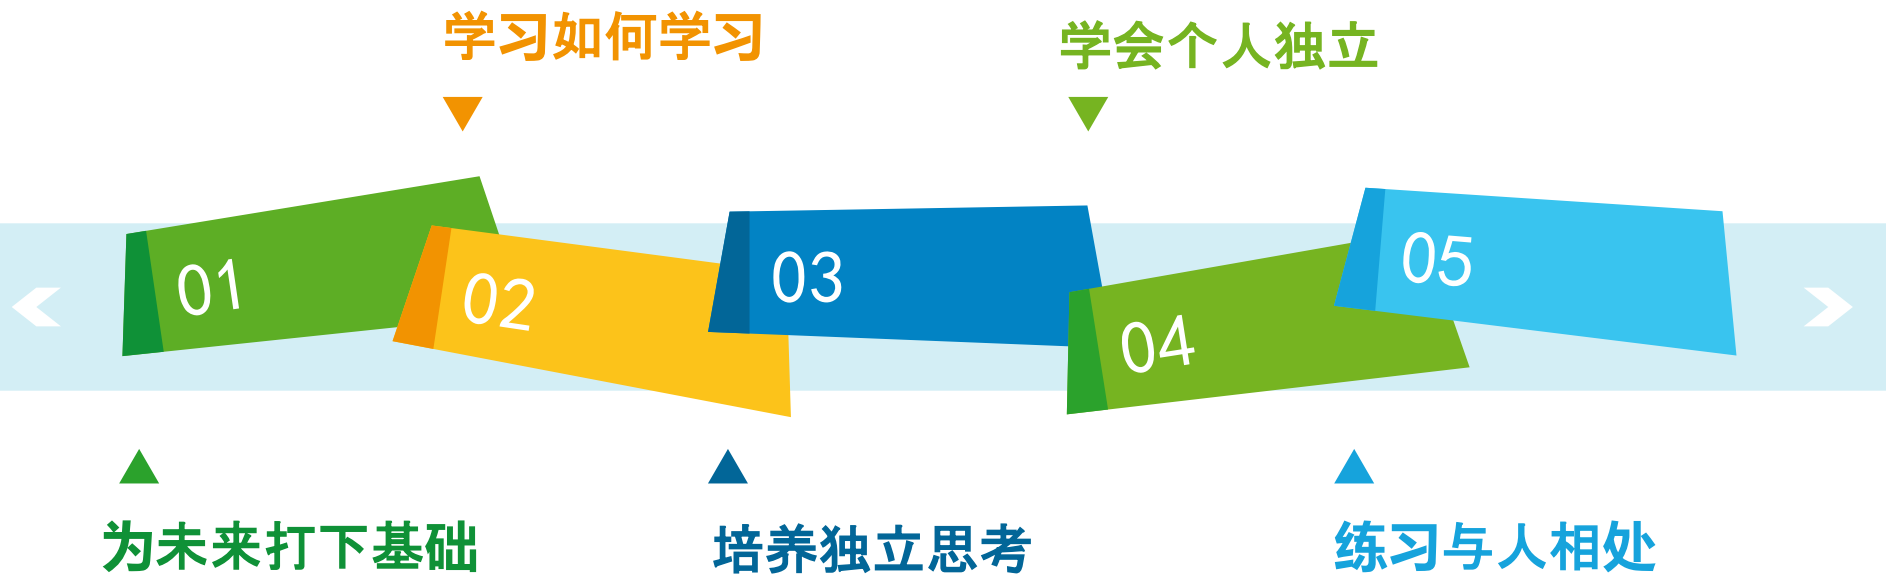 学习如何学习
学会个人独立
01
02
03
04
05
为未来打下基础
培养独立思考
练习与人相处